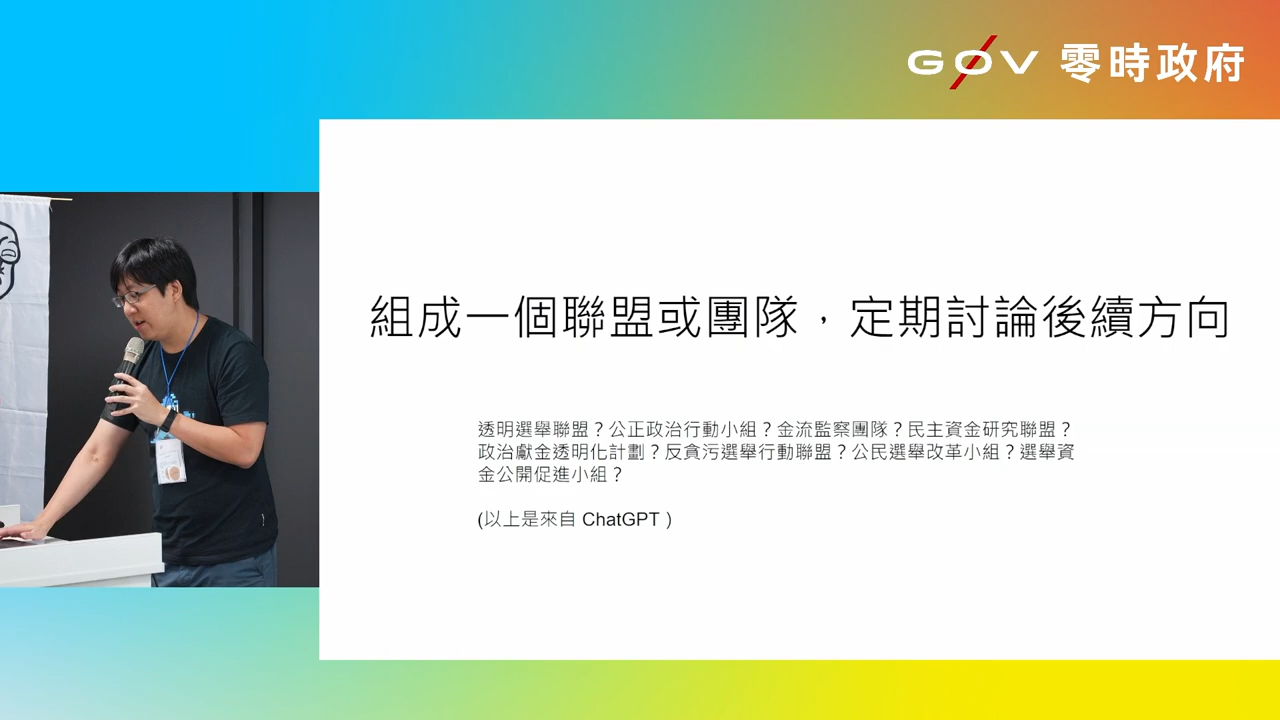 G0V 零時政府
組成一個聯盟或團隊，定期討論後續方向
透明選舉聯盟？公正政治行動小組？金流監察團隊？民主資金研究聯盟？
政治獻金透明化計劃？反貪污選舉行動聯盟？公民選舉改革小組？選舉資
金公開促進小組？
(以上是來自 ChatGPT )